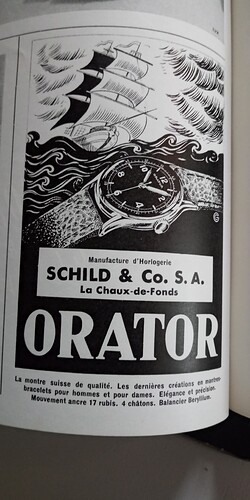 Manufacture d'Horlogerie
SCHILD & Co. S. A.
La Chaux-de-Fonds
ORATOR
La montre suisse de qualité. Les dernières créations en montres-
bracelets pour hommes et pour dames. Elégance et précision.
Mouvement ancre 17 rubis. 4 châtons. Balancier Beryllium.